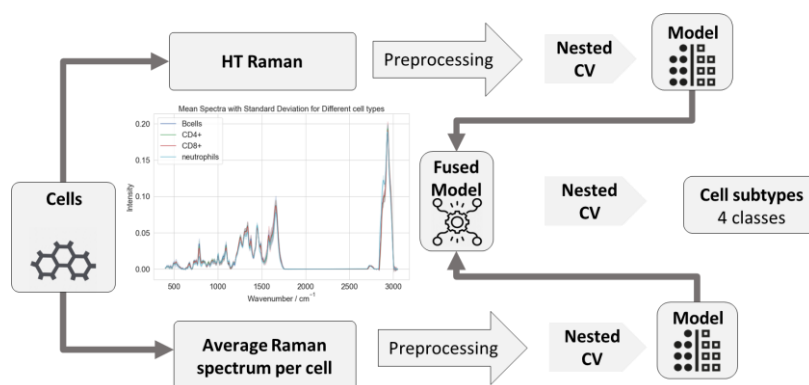 HT Raman
Preprocessing
Nested
CV
Model
Mean Spectra with Standard Deviation for Different cell types
Bcells
CD4+
CD8+
neutrophils
Intensity
0.20
0.15
0.10
0.05
0.00
500
1000
1500
2000
2500
3000
Wavenumber / cm⁻¹
Cells
Fused
Model
Nested
CV
Cell subtypes
4 classes
Average Raman
spectrum per cell
Preprocessing
Nested
CV
Model